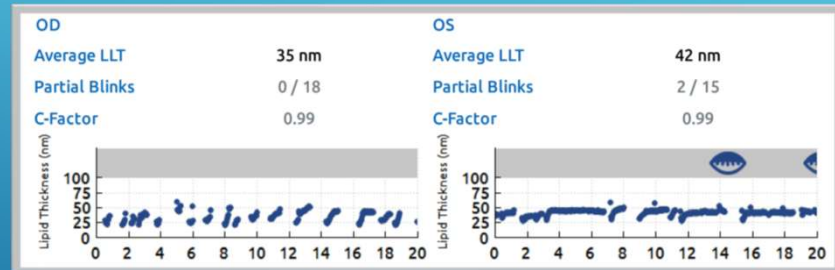 OD
Average LLT 35 nm
Partial Blinks 0 / 18
C-Factor 0.99
Lipid Thickness (nm)
100
75
50
25
0
0 2 4 6 8 10 12 14 16 18 20
OS
Average LLT 42 nm
Partial Blinks 2 / 15
C-Factor 0.99
Lipid Thickness (nm)
100
75
50
25
0
0 2 4 6 8 10 12 14 16 18 20